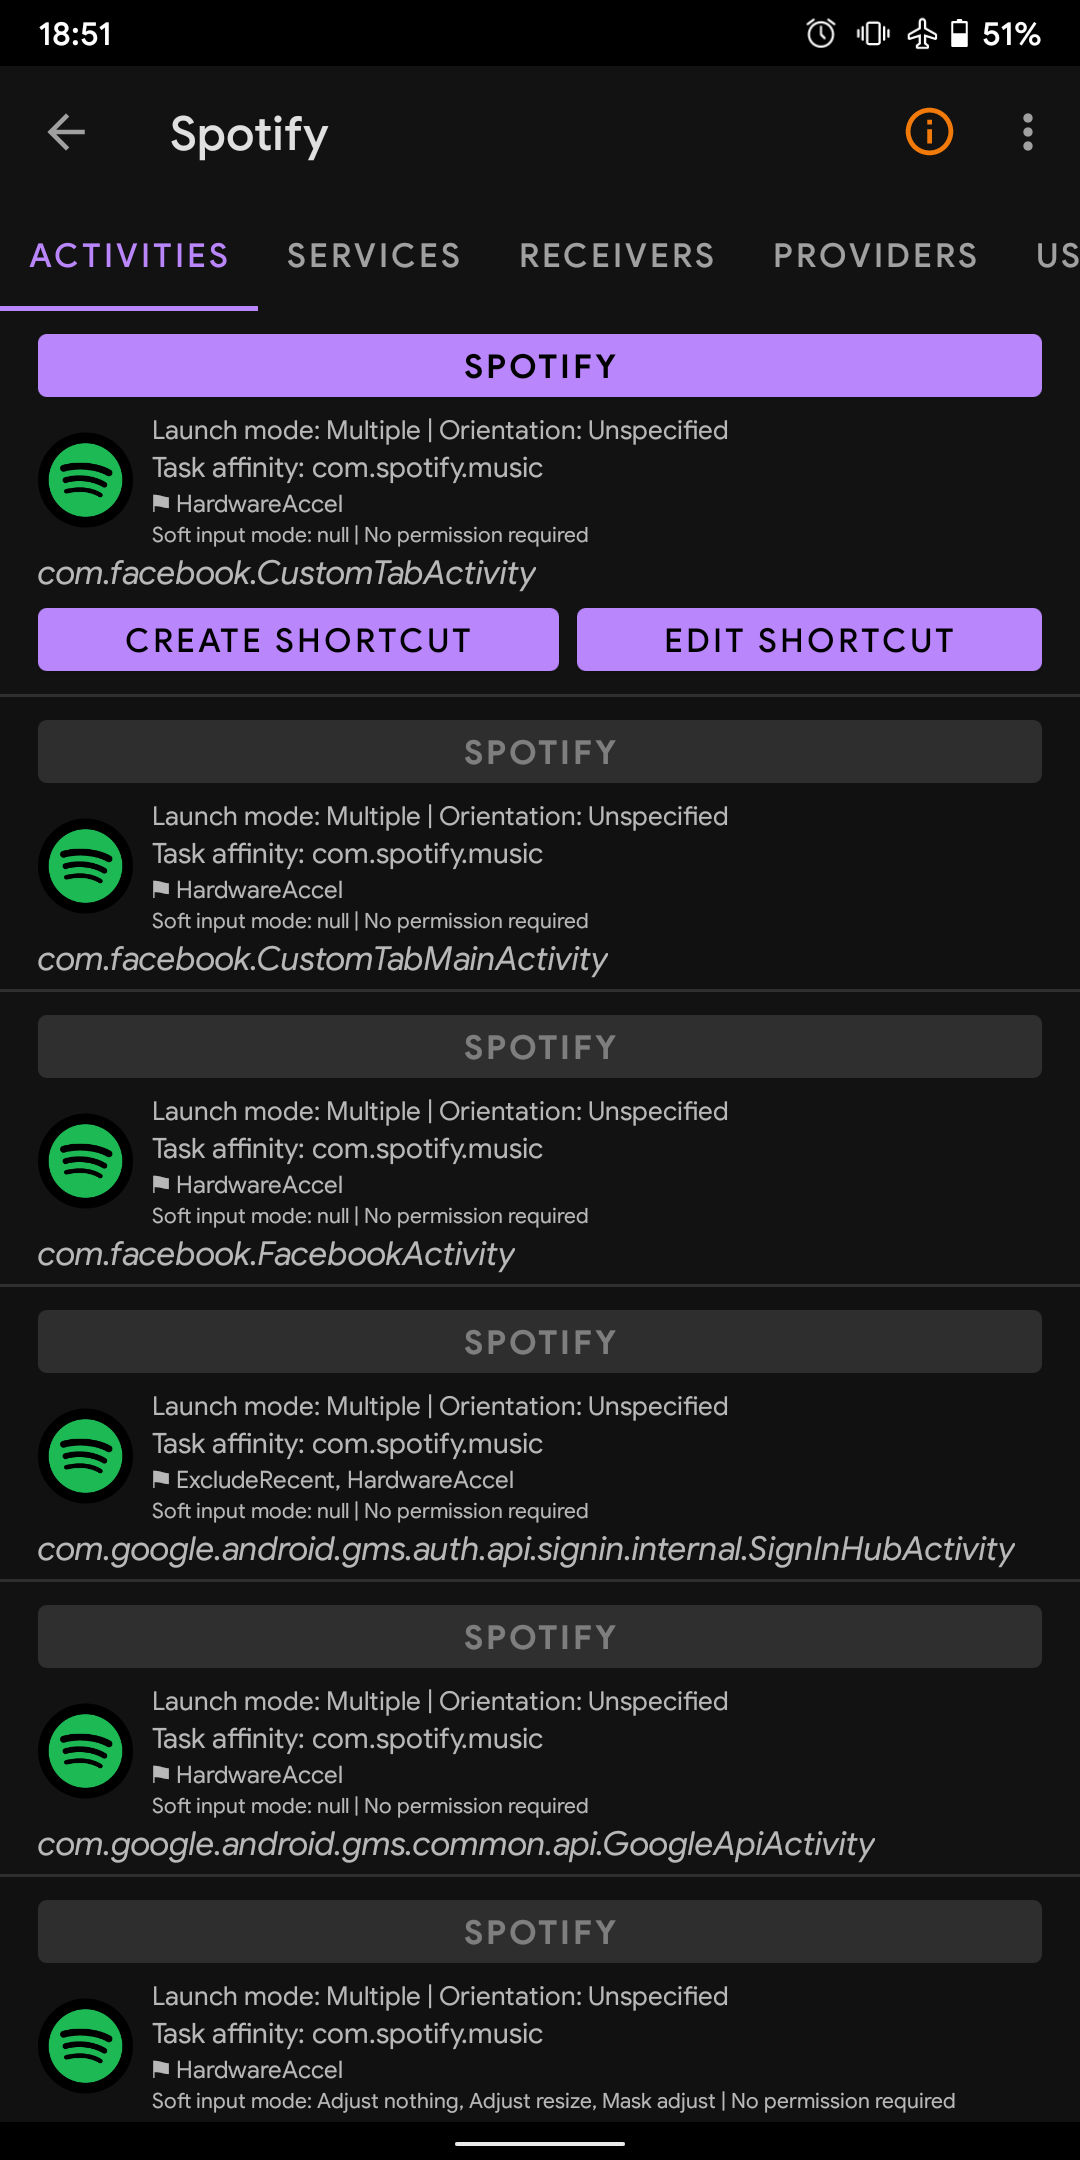 18:51
51%
Spotify
ACTIVITIES SERVICES RECEIVERS PROVIDERS US
SPOTIFY
Launch mode: Multiple | Orientation: Unspecified
Task affinity: com.spotify.music
HardwareAccel
Soft input mode: null | No permission required
com.facebook.CustomTabActivity
CREATE SHORTCUT EDIT SHORTCUT
SPOTIFY
Launch mode: Multiple | Orientation: Unspecified
Task affinity: com.spotify.music
HardwareAccel
Soft input mode: null | No permission required
com.facebook.CustomTabMainActivity
SPOTIFY
Launch mode: Multiple | Orientation: Unspecified
Task affinity: com.spotify.music
HardwareAccel
Soft input mode: null | No permission required
com.facebook.FacebookActivity
SPOTIFY
Launch mode: Multiple | Orientation: Unspecified
Task affinity: com.spotify.music
ExcludeRecent, HardwareAccel
Soft input mode: null | No permission required
com.google.android.gms.auth.api.signin.internal.SignInHubActivity
SPOTIFY
Launch mode: Multiple | Orientation: Unspecified
Task affinity: com.spotify.music
HardwareAccel
Soft input mode: null | No permission required
com.google.android.gms.common.api.GoogleApiActivity
SPOTIFY
Launch mode: Multiple | Orientation: Unspecified
Task affinity: com.spotify.music
HardwareAccel
Soft input mode: Adjust nothing, Adjust resize, Mask adjust | No permission required